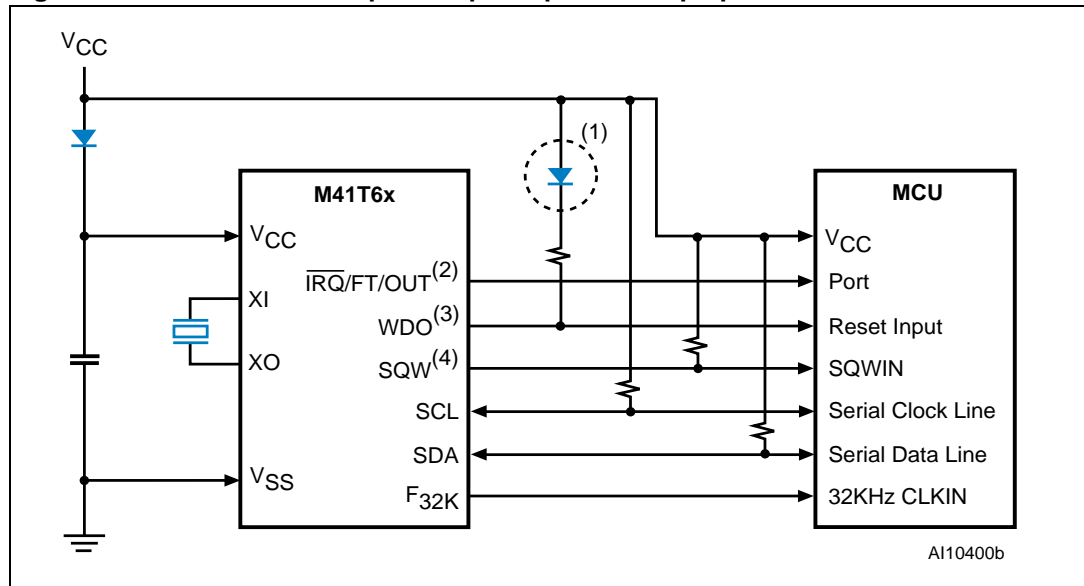 VCC
(1)
M41T6x
VCC
XI
XO
VSS
IRQ/FT/OUT(2)
WDO(3)
SQW(4)
SCL
SDA
F32K
MCU
VCC
Port
Reset Input
SQWIN
Serial Clock Line
Serial Data Line
32KHz CLKIN
AI10400b